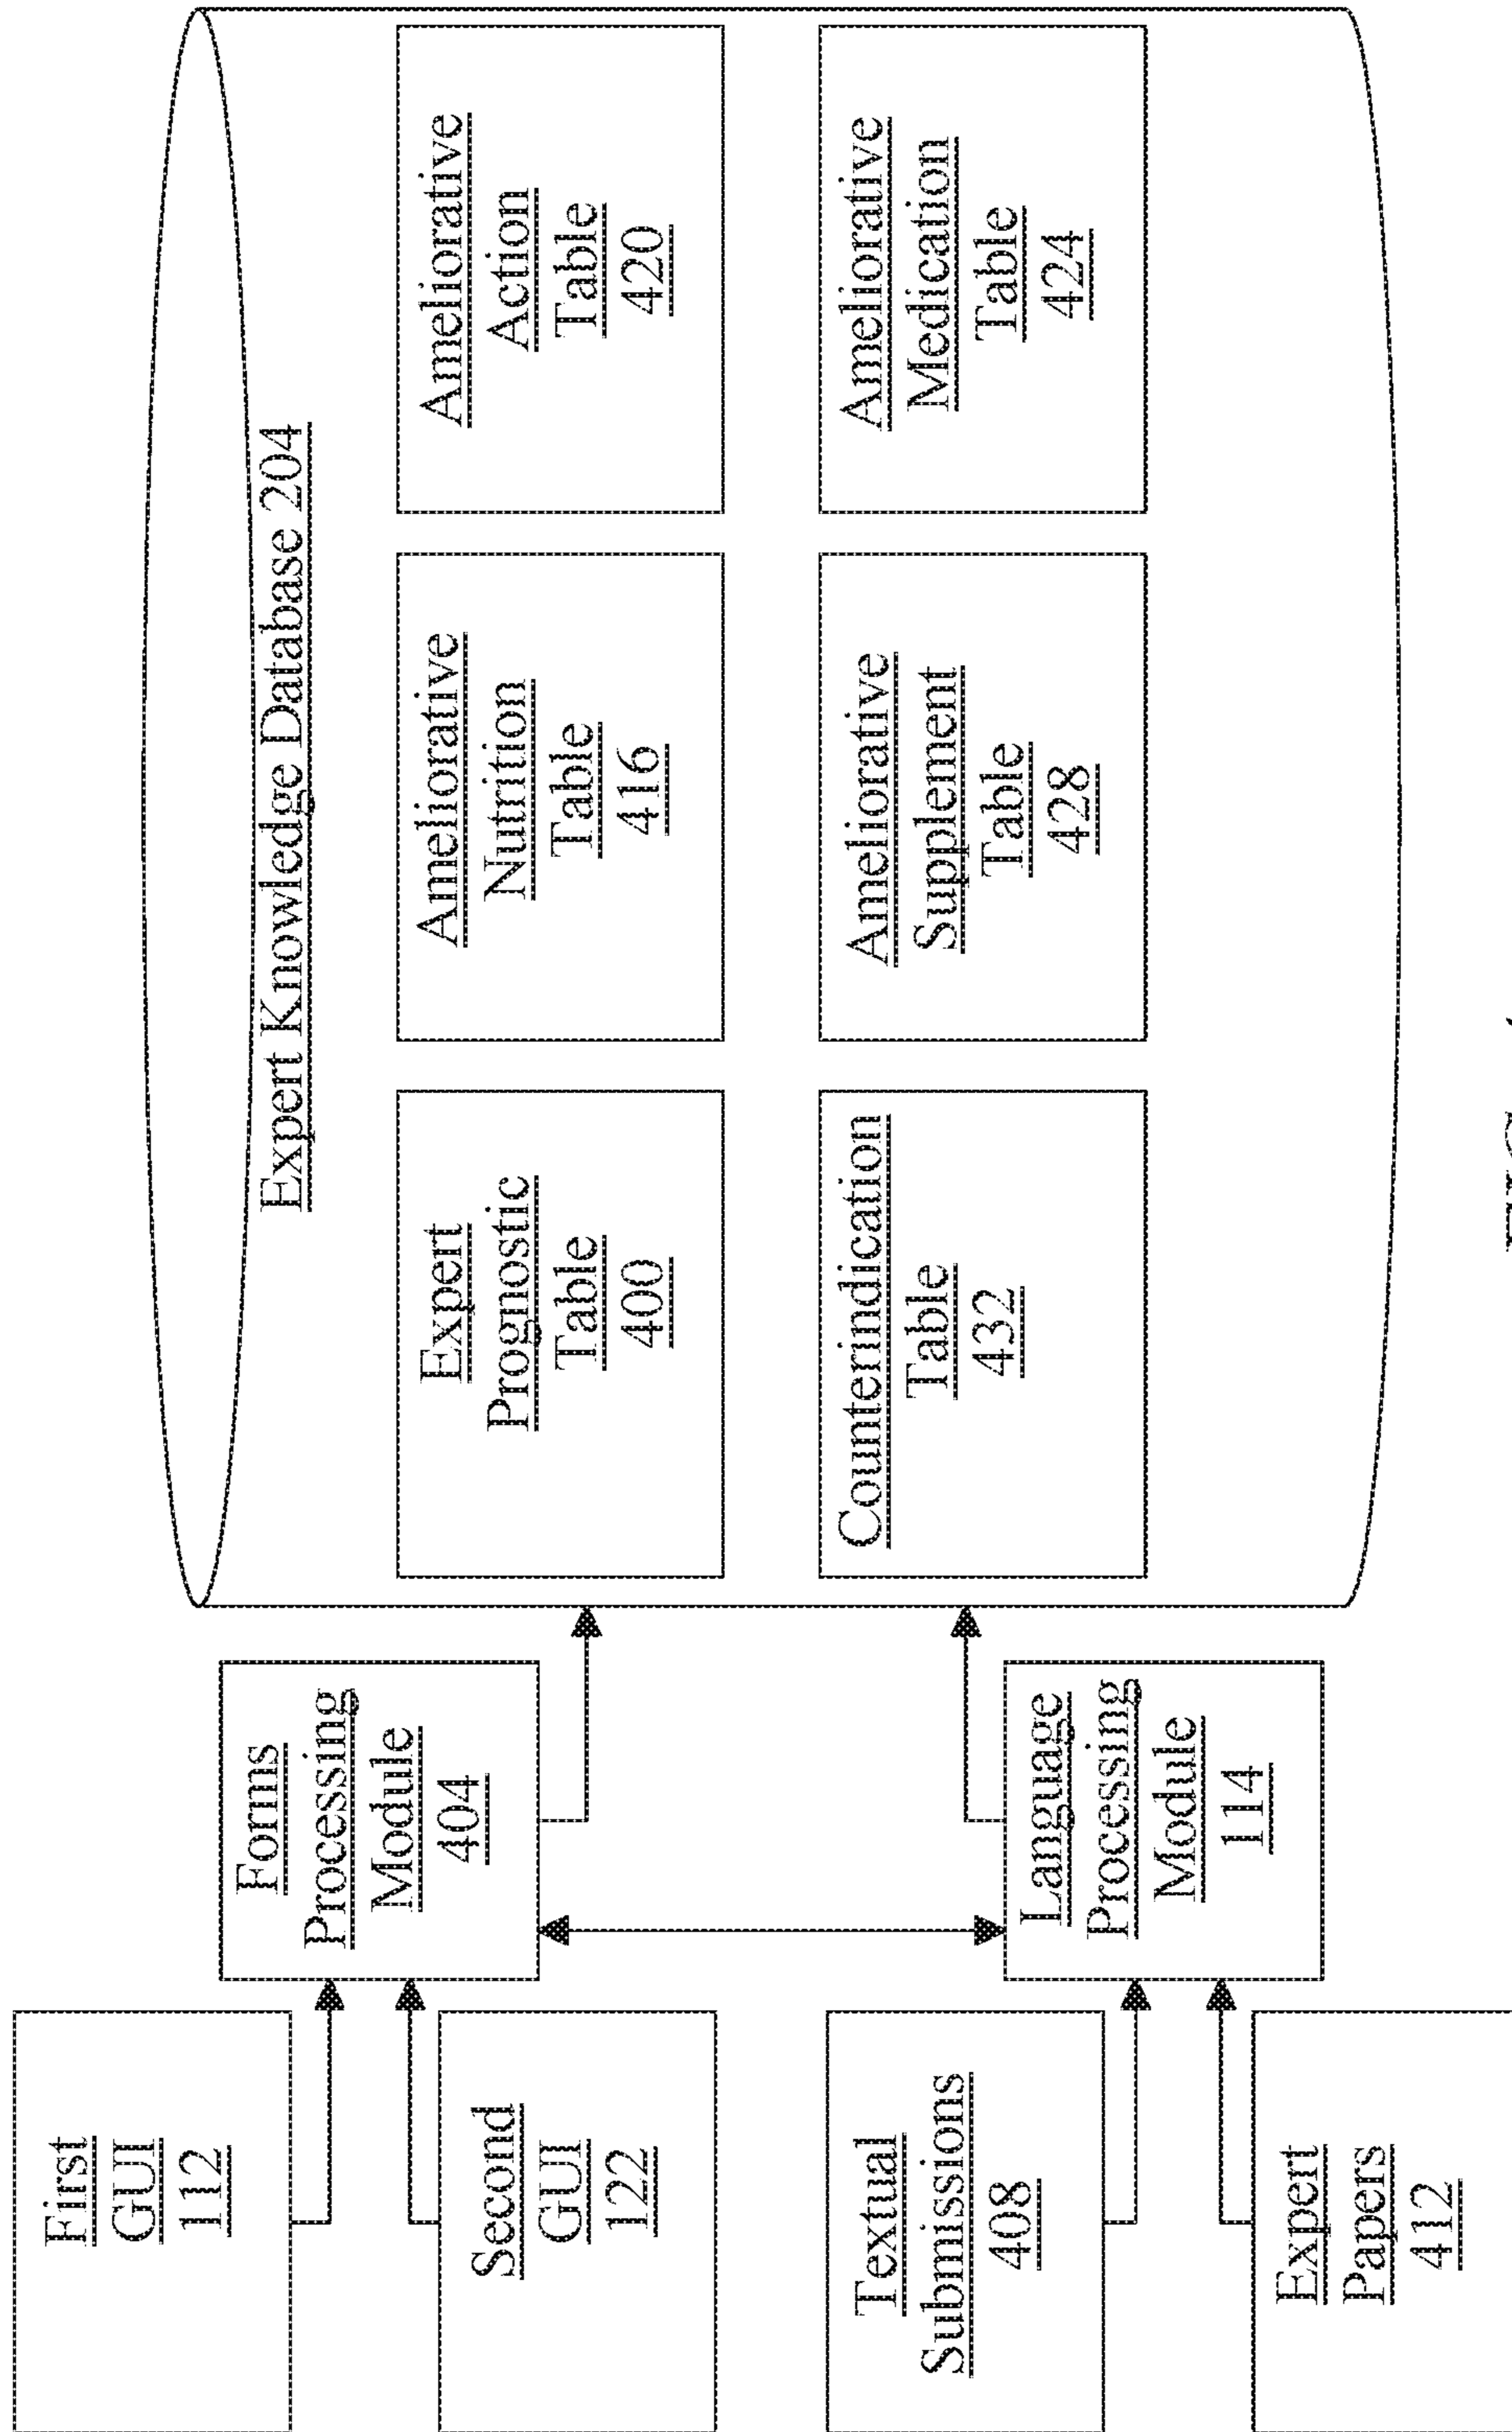 First
GUI
112
Second
GUI
122
Textual
Submissions
408
Expert
Papers
412
Forms
Processing
Module
404
Language
Processing
Module
114
Expert Knowledge Database 204
Expert
Prognostic
Table
400
Ameliorative
Nutrition
Table
416
Ameliorative
Action
Table
420
Counterindication
Table
432
Ameliorative
Supplement
Table
428
Ameliorative
Medication
Table
424